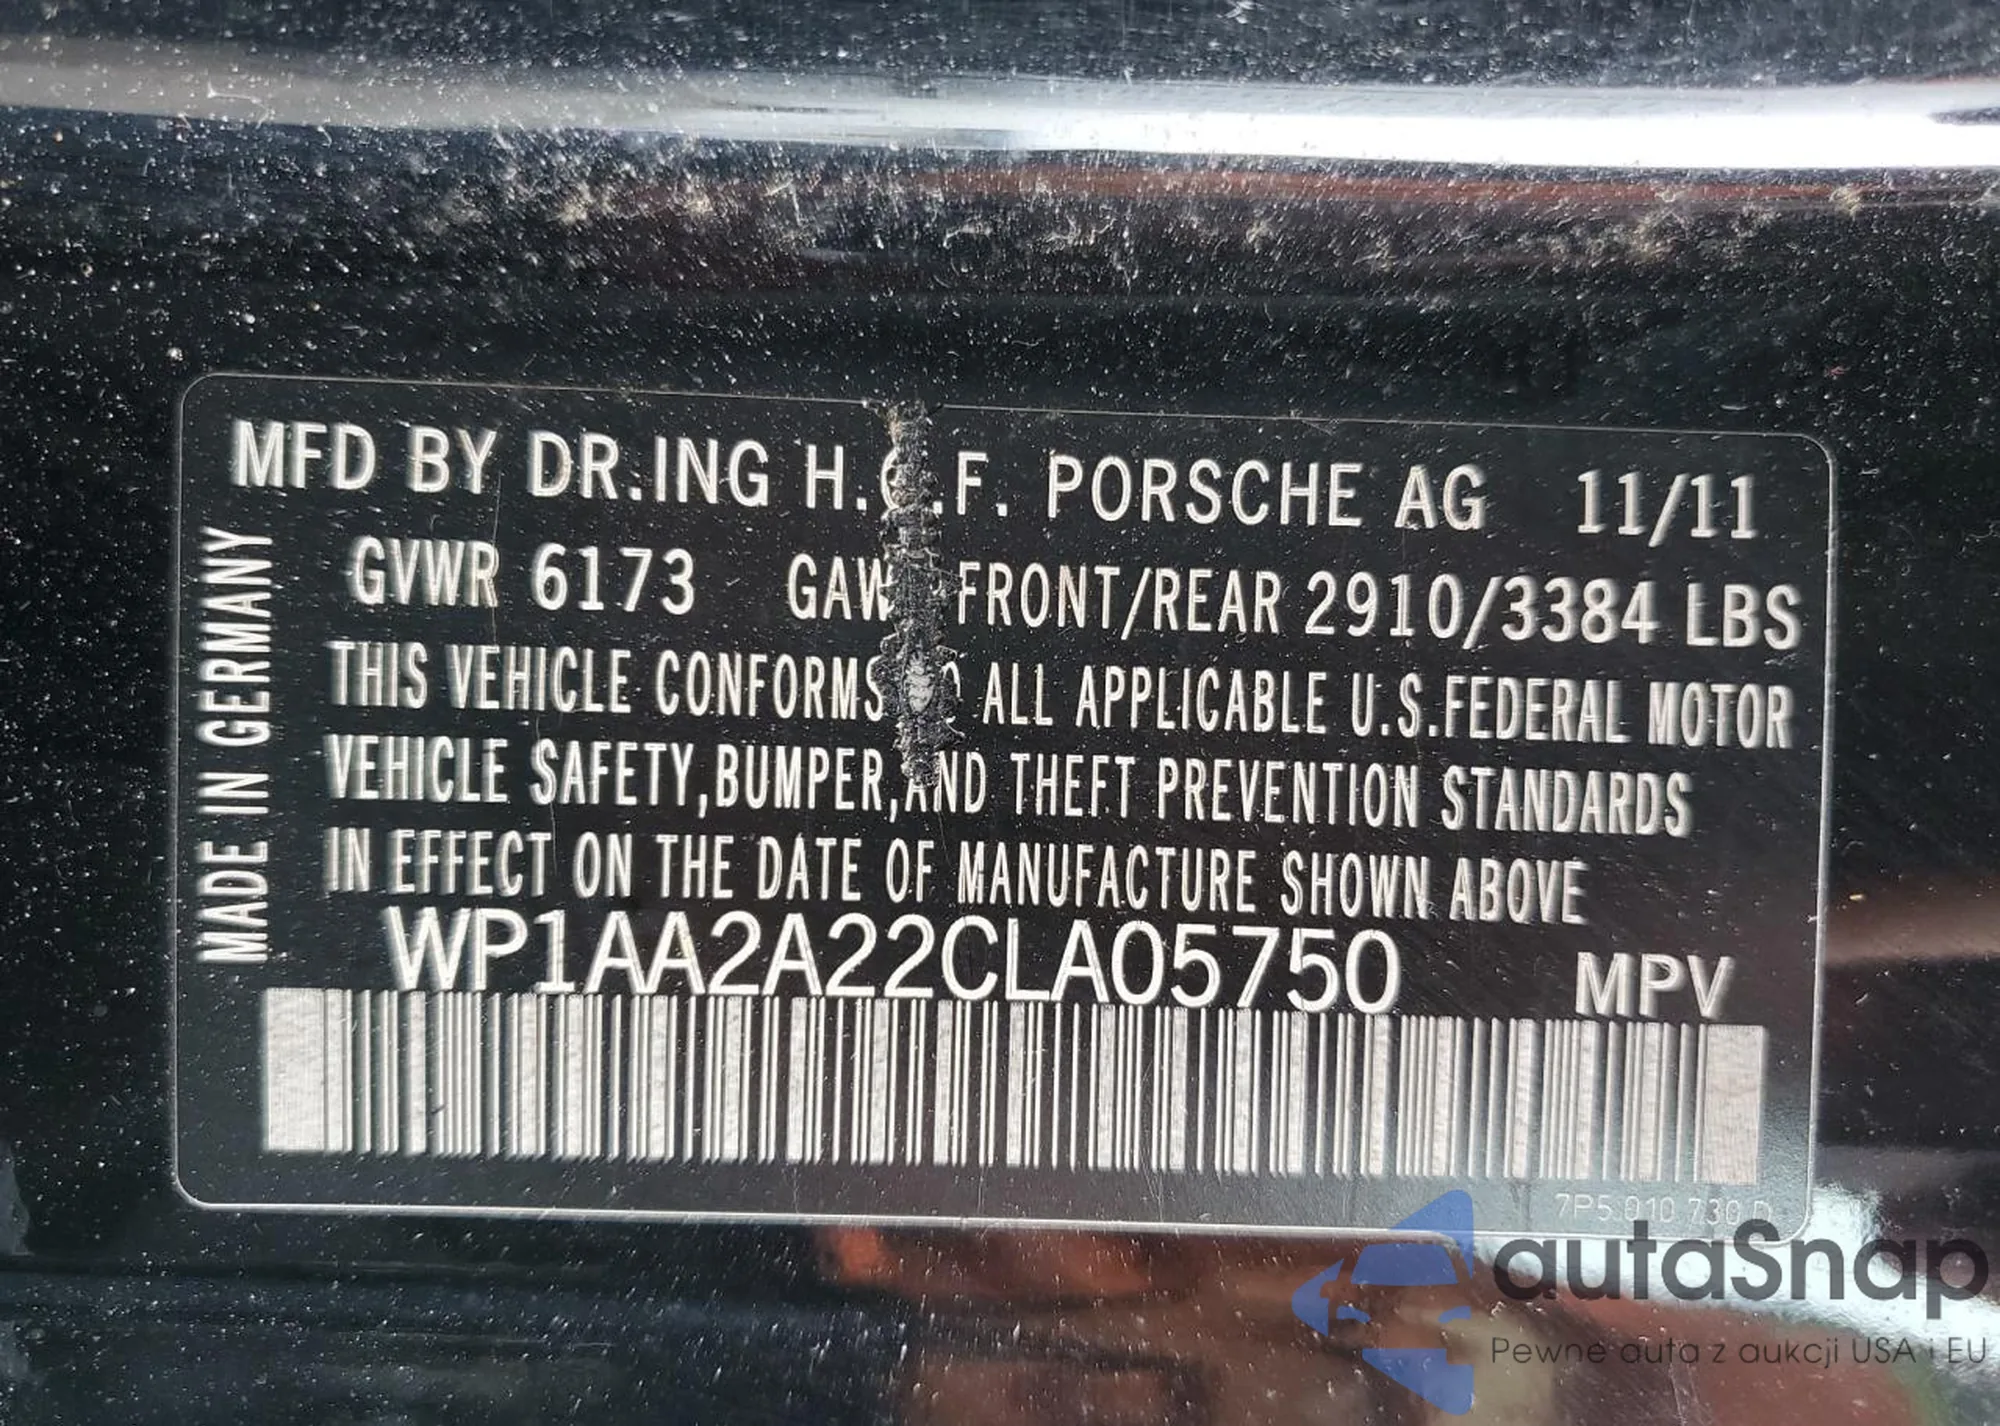 MFD BY DR.ING H.C.F. PORSCHE AG 11/11
GVWR 6173 GAWR FRONT/REAR 2910/3384 LBS
THIS VEHICLE CONFORMS TO ALL APPLICABLE U.S.FEDERAL MOTOR
VEHICLE SAFETY,BUMPER,AND THEFT PREVENTION STANDARDS
IN EFFECT ON THE DATE OF MANUFACTURE SHOWN ABOVE
WP1AA2A22CLA05750 MPV
MADE IN GERMANY
7P5.010 730 D
autaSnap
Pewne auta z aukcji USA i EU